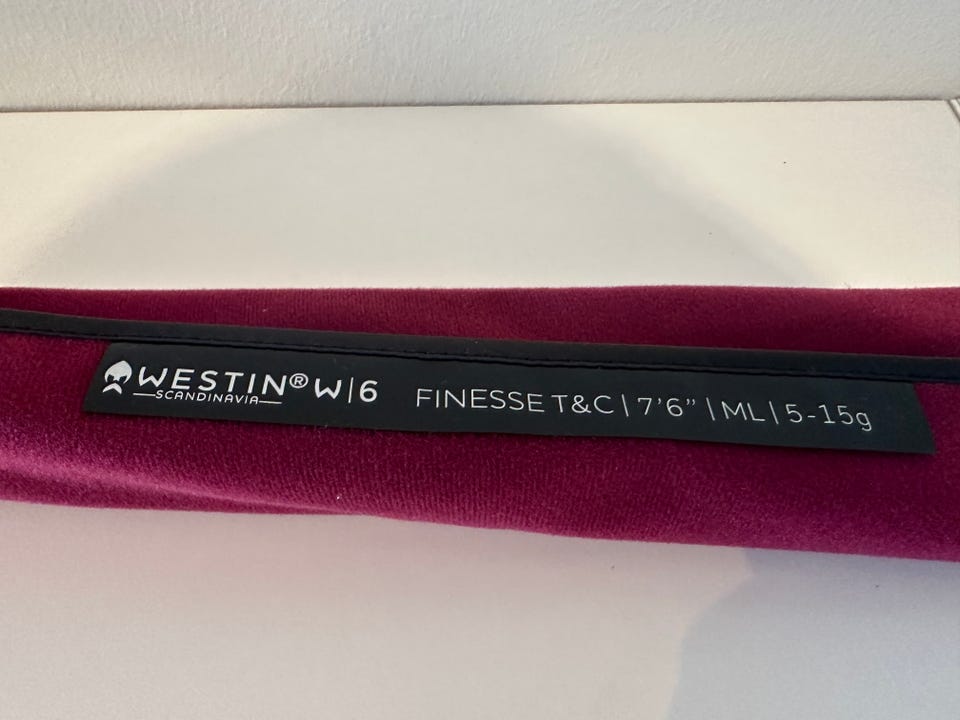 WESTIN® W|6 FINESSE T&C | 7'6" | ML | 5-15g
SCANDINAVIA